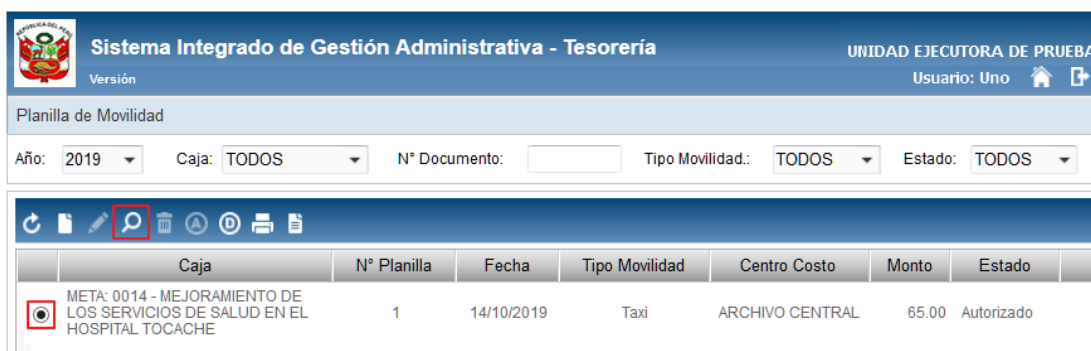 REPUBLICA DEL PERU
Sistema Integrado de Gestión Administrativa - Tesorería
UNIDAD EJECUTORA DE PRUEBA
Versión
Usuario: Uno
Planilla de Movilidad
Año: 2019 Caja: TODOS N° Documento: Tipo Movilidad.: TODOS Estado: TODOS
A D
Caja N° Planilla Fecha Tipo Movilidad Centro Costo Monto Estado
META: 0014 - MEJORAMIENTO DE
LOS SERVICIOS DE SALUD EN EL
HOSPITAL TOCACHE
1 14/10/2019 Taxi ARCHIVO CENTRAL 65.00 Autorizado